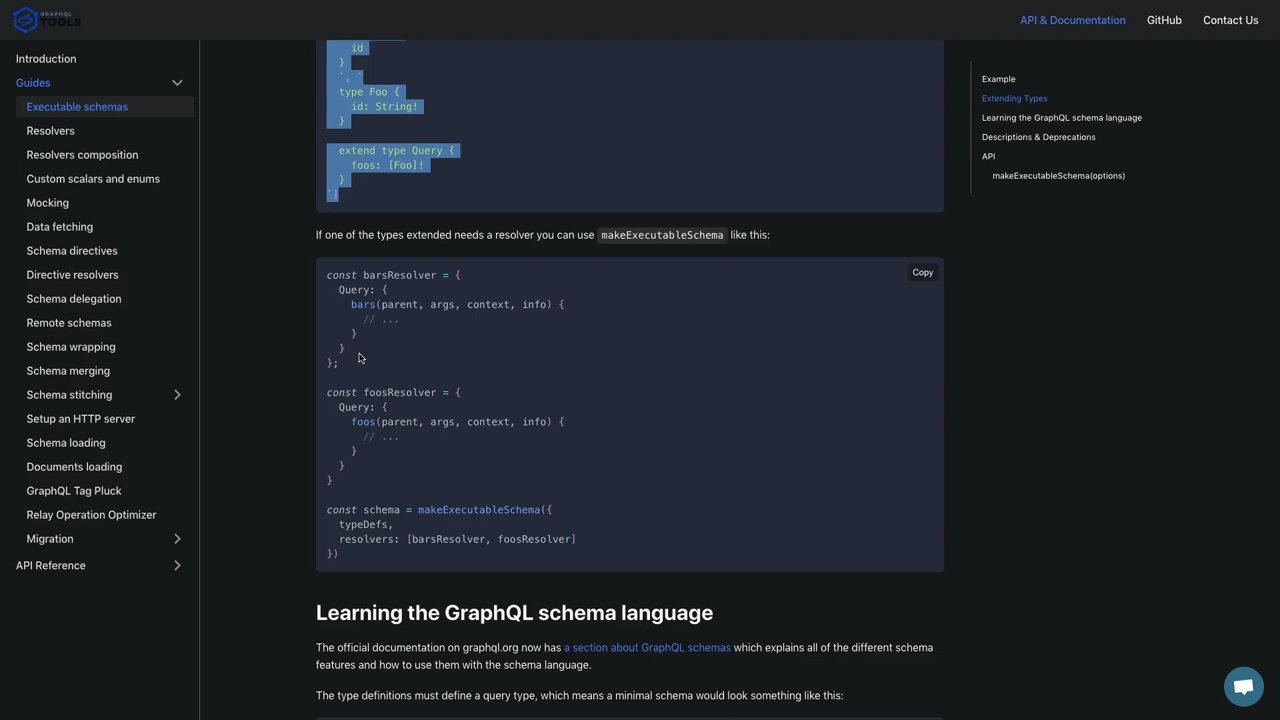 GRAPHQL
TOOLS
API & Documentation
GitHub
Contact Us
Introduction
Guides
Executable schemas
Resolvers
Resolvers composition
Custom scalars and enums
Mocking
Data fetching
Schema directives
Directive resolvers
Schema delegation
Remote schemas
Schema wrapping
Schema merging
Schema stitching
Setup an HTTP server
Schema loading
Documents loading
GraphQL Tag Pluck
Relay Operation Optimizer
Migration
API Reference
id
}
`, `
type Foo {
id: String!
}
extend type Query {
foos: [Foo]!
}
`]
If one of the types extended needs a resolver you can use makeExecutableSchema like this:
Copy
const barsResolver = {
Query: {
bars(parent, args, context, info) {
// ...
}
}
};
const foosResolver = {
Query: {
foos(parent, args, context, info) {
// ...
}
}
}
const schema = makeExecutableSchema({
typeDefs,
resolvers: [barsResolver, foosResolver]
})
Learning the GraphQL schema language
The official documentation on graphql.org now has a section about GraphQL schemas which explains all of the different schema
features and how to use them with the schema language.
The type definitions must define a query type, which means a minimal schema would look something like this:
Example
Extending Types
Learning the GraphQL schema language
Descriptions & Deprecations
API
makeExecutableSchema(options)